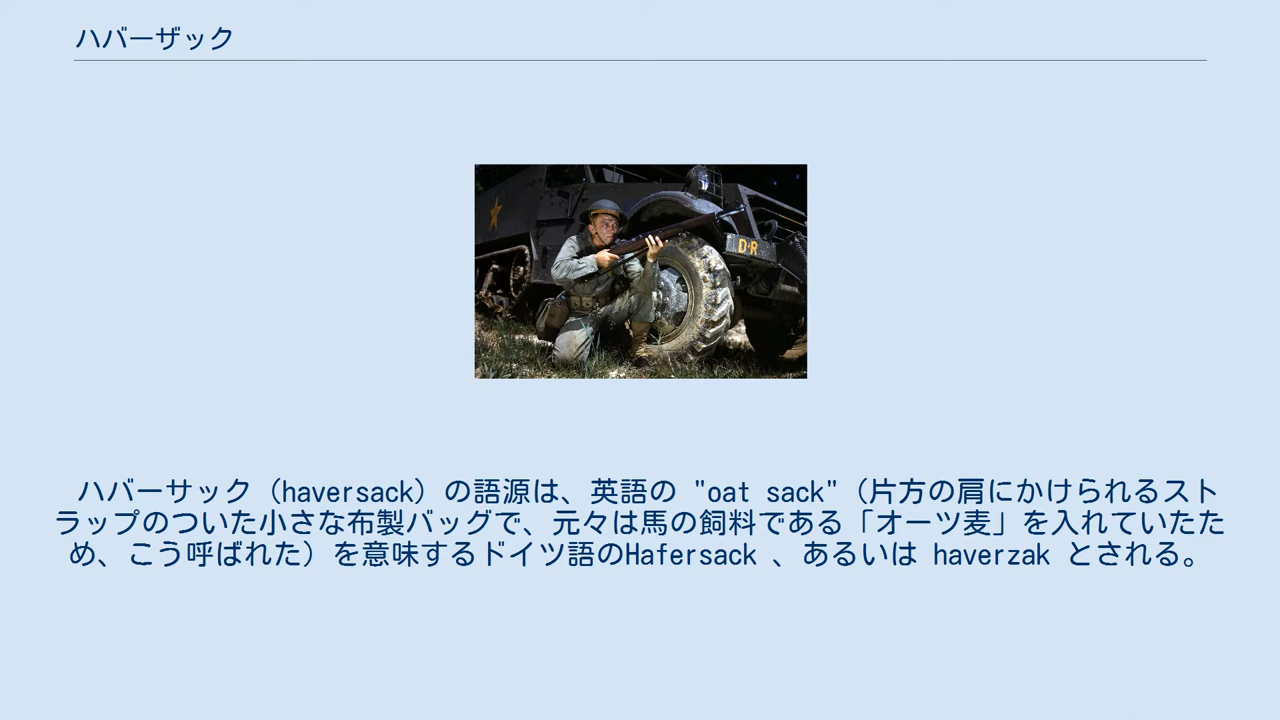 ハバーザック
D·R
ハバーサック（haversack）の語源は、英語の "oat sack"（片方の肩にかけられるスト
ラップのついた小さな布製バッグで、元々は馬の飼料である「オーツ麦」を入れていたた
め、こう呼ばれた）を意味するドイツ語のHafersack 、あるいは haverzak とされる。